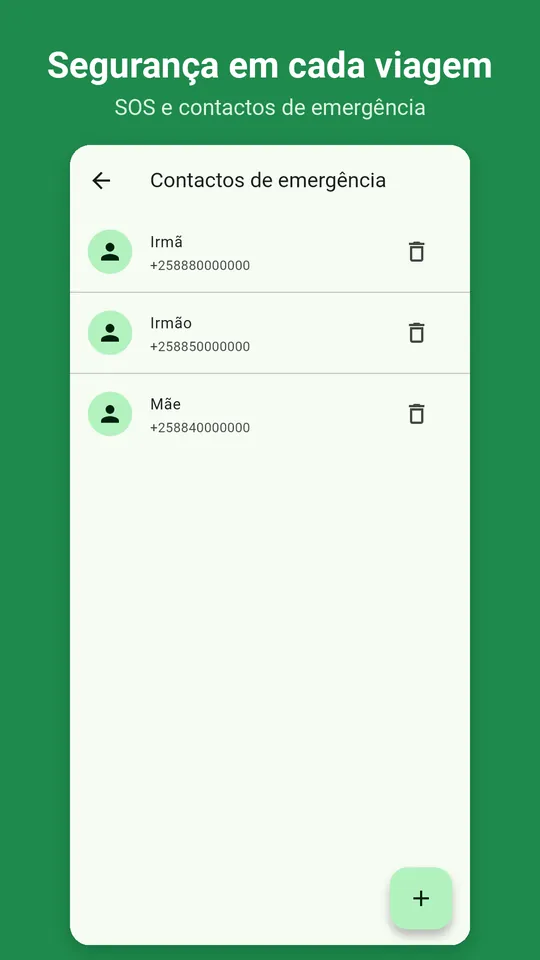 Segurança em cada viagem
SOS e contactos de emergência
Contactos de emergência
Irmã
+258880000000
Irmão
+258850000000
Mãe
+258840000000